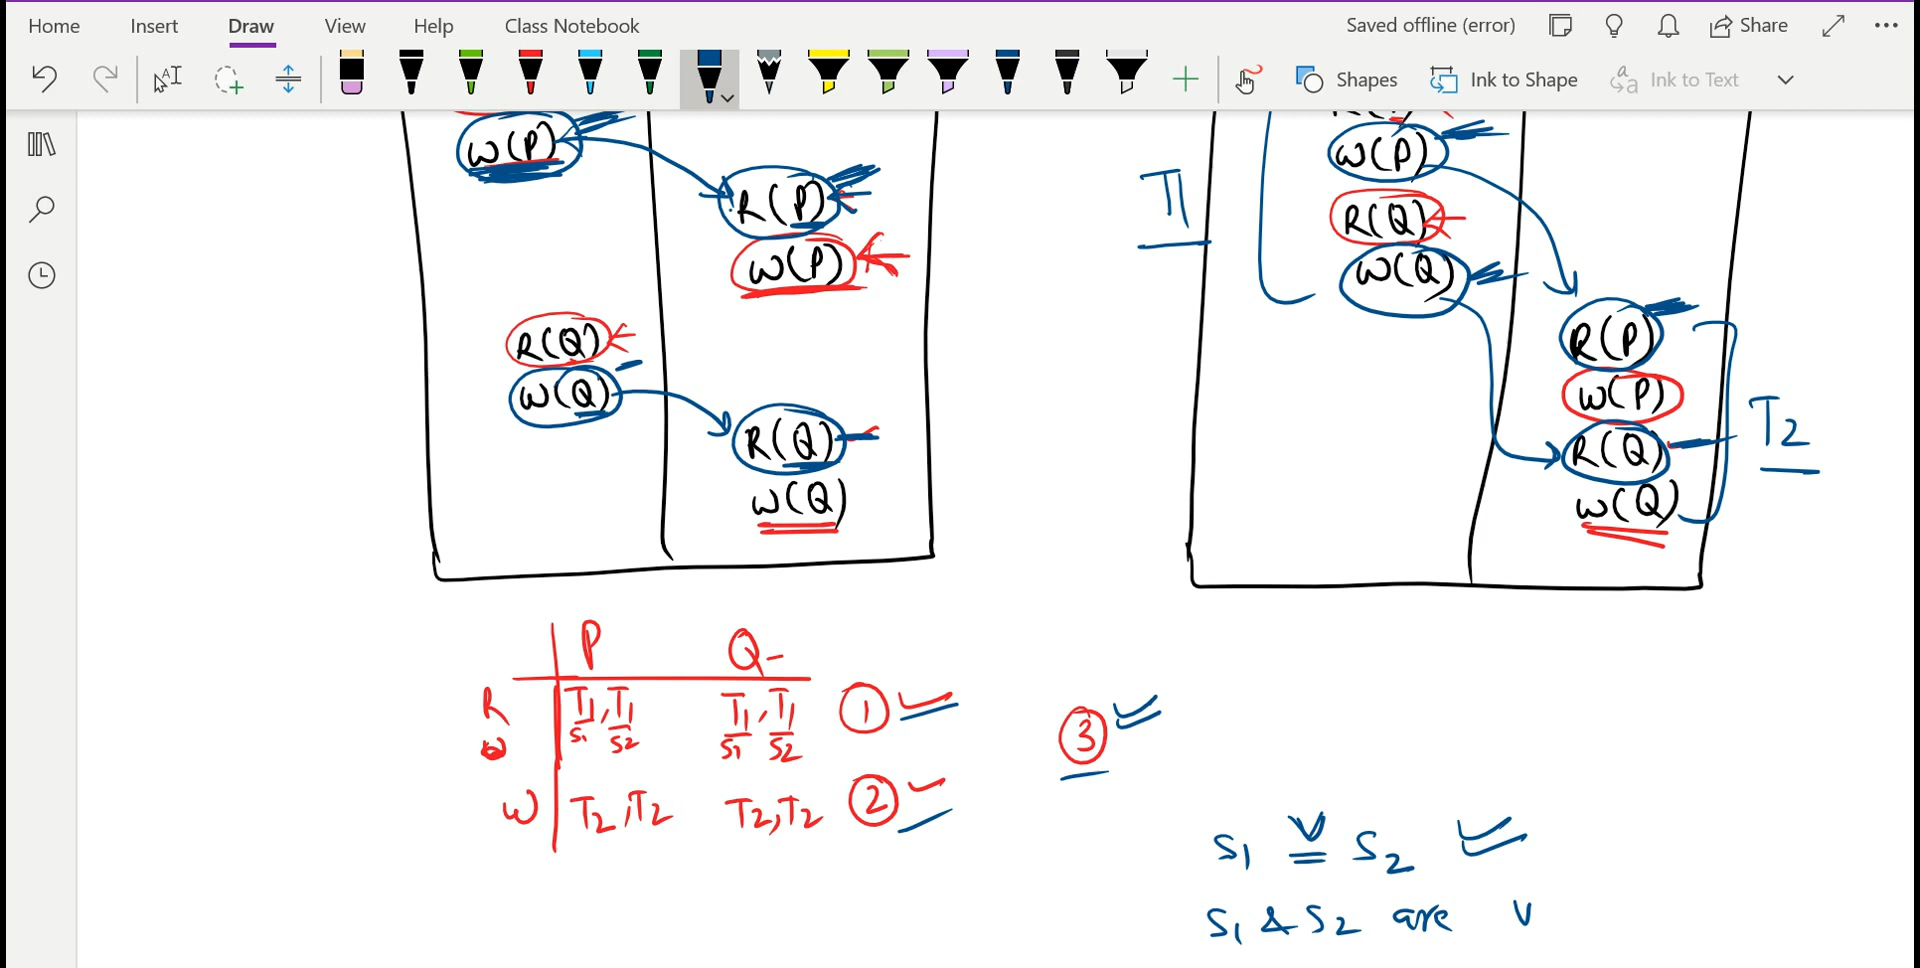 Home Insert Draw View Help Class Notebook Saved offline (error) Share
Shapes Ink to Shape Ink to Text
W(P)
R(P)
W(P)
R(Q)
W(Q)
R(Q)
W(Q)
T1
W(P)
R(Q)
W(Q)
R(P)
W(P)
R(Q)
W(Q)
T2
P Q
R T1, T1 T1, T1 1
S1 S2 S1 S2
W T2, T2 T2, T2 2
3
S1 V= S2
S1 & S2 are V